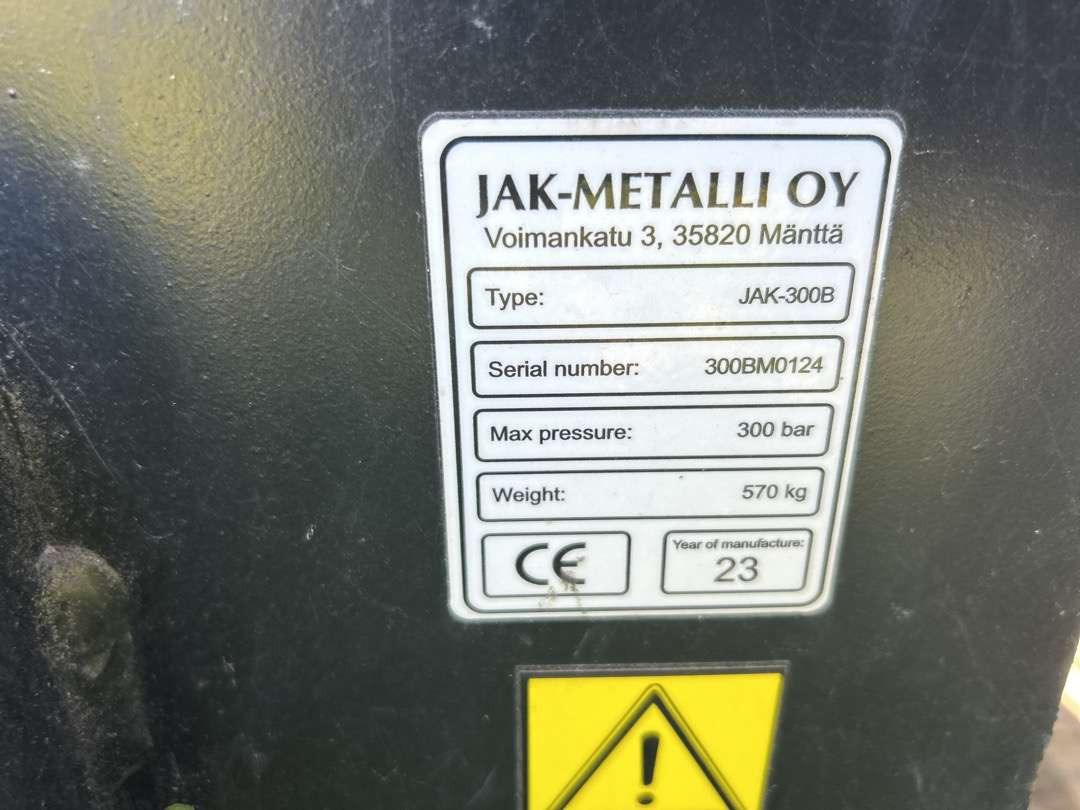 JAK-METALLI OY
Voimankatu 3, 35820 Mänttä
Type: JAK-300B
Serial number: 300BM0124
Max pressure: 300 bar
Weight: 570 kg
CE
Year of manufacture:
23
!